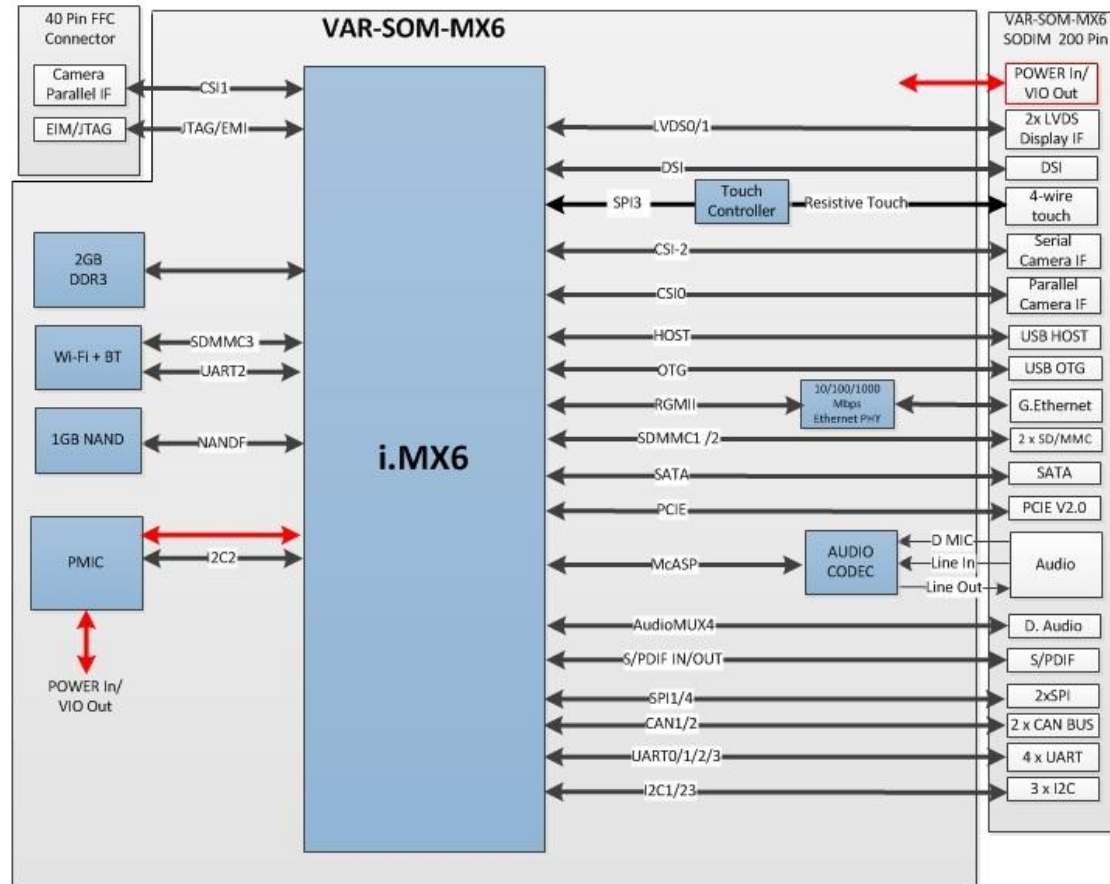 40 Pin FFC
Connector
Camera
Parallel IF
CSI1
EIM/JTAG
JTAG/EMI
2GB
DDR3
Wi-Fi + BT
SDMMC3
UART2
1GB NAND
NANDF
PMIC
I2C2
POWER In/
VIO Out
VAR-SOM-MX6
i.MX6
VAR-SOM-MX6
SODIM 200 Pin
POWER In/
VIO Out
LVDS0/1
2x LVDS
Display IF
DSI
DSI
SPI3
Touch
Controller
Resistive Touch
4-wire
touch
CSI-2
Serial
Camera IF
CSI0
Parallel
Camera IF
HOST
USB HOST
OTG
USB OTG
RGMII
10/100/1000
Mbps
Ethernet PHY
G.Ethernet
SDMMC1 /2
2 x SD/MMC
SATA
SATA
PCIE
PCIE V2.0
McASP
AUDIO
CODEC
D MIC
Line In
Line Out
Audio
AudioMUX4
D. Audio
S/PDIF IN/OUT
S/PDIF
SPI1/4
2xSPI
CAN1/2
2 x CAN BUS
UART0/1/2/3
4 x UART
I2C1/23
3 x I2C